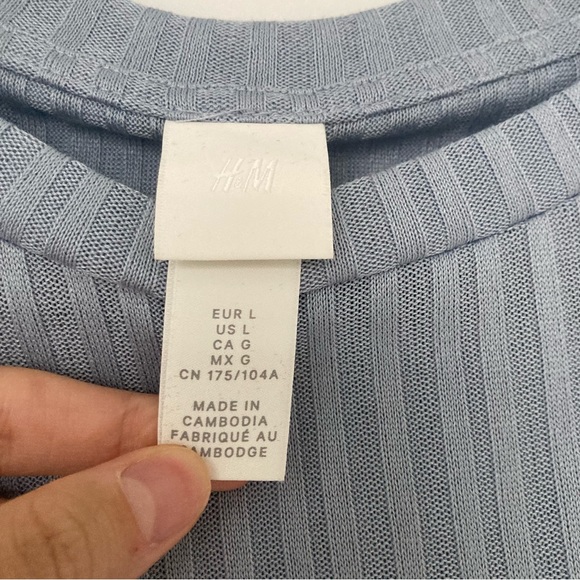 H&M
EUR L
US L
CA G
MX G
CN 175/104A
MADE IN
CAMBODIA
FABRIQUÉ AU
CAMBODGE